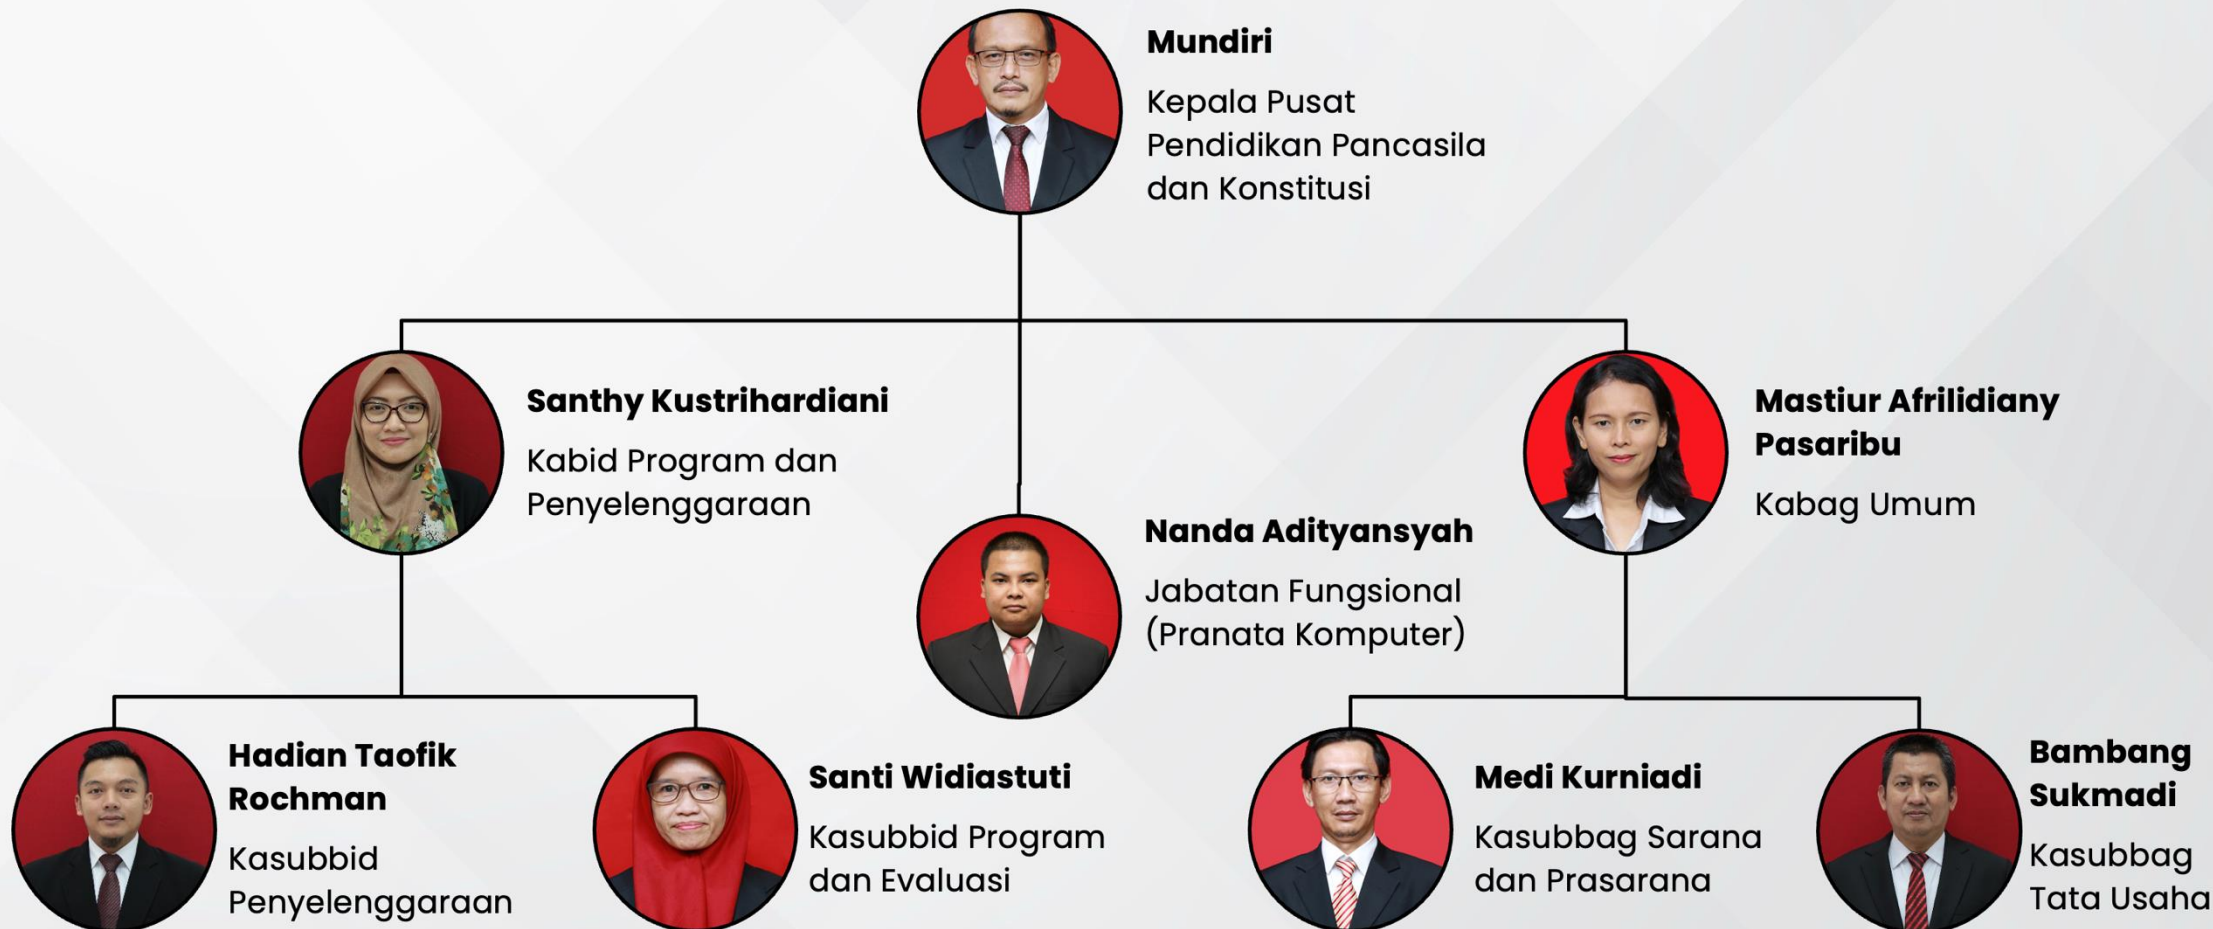 Mundiri
Kepala Pusat
Pendidikan Pancasila
dan Konstitusi
Santhy Kustrihardiani
Kabid Program dan
Penyelenggaraan
Nanda Adityansyah
Jabatan Fungsional
(Pranata Komputer)
Mastiur Afrilidiany
Pasaribu
Kabag Umum
Hadian Taofik
Rochman
Kasubbid
Penyelenggaraan
Santi Widiastuti
Kasubbid Program
dan Evaluasi
Medi Kurniadi
Kasubbag Sarana
dan Prasarana
Bambang
Sukmadi
Kasubbag
Tata Usaha